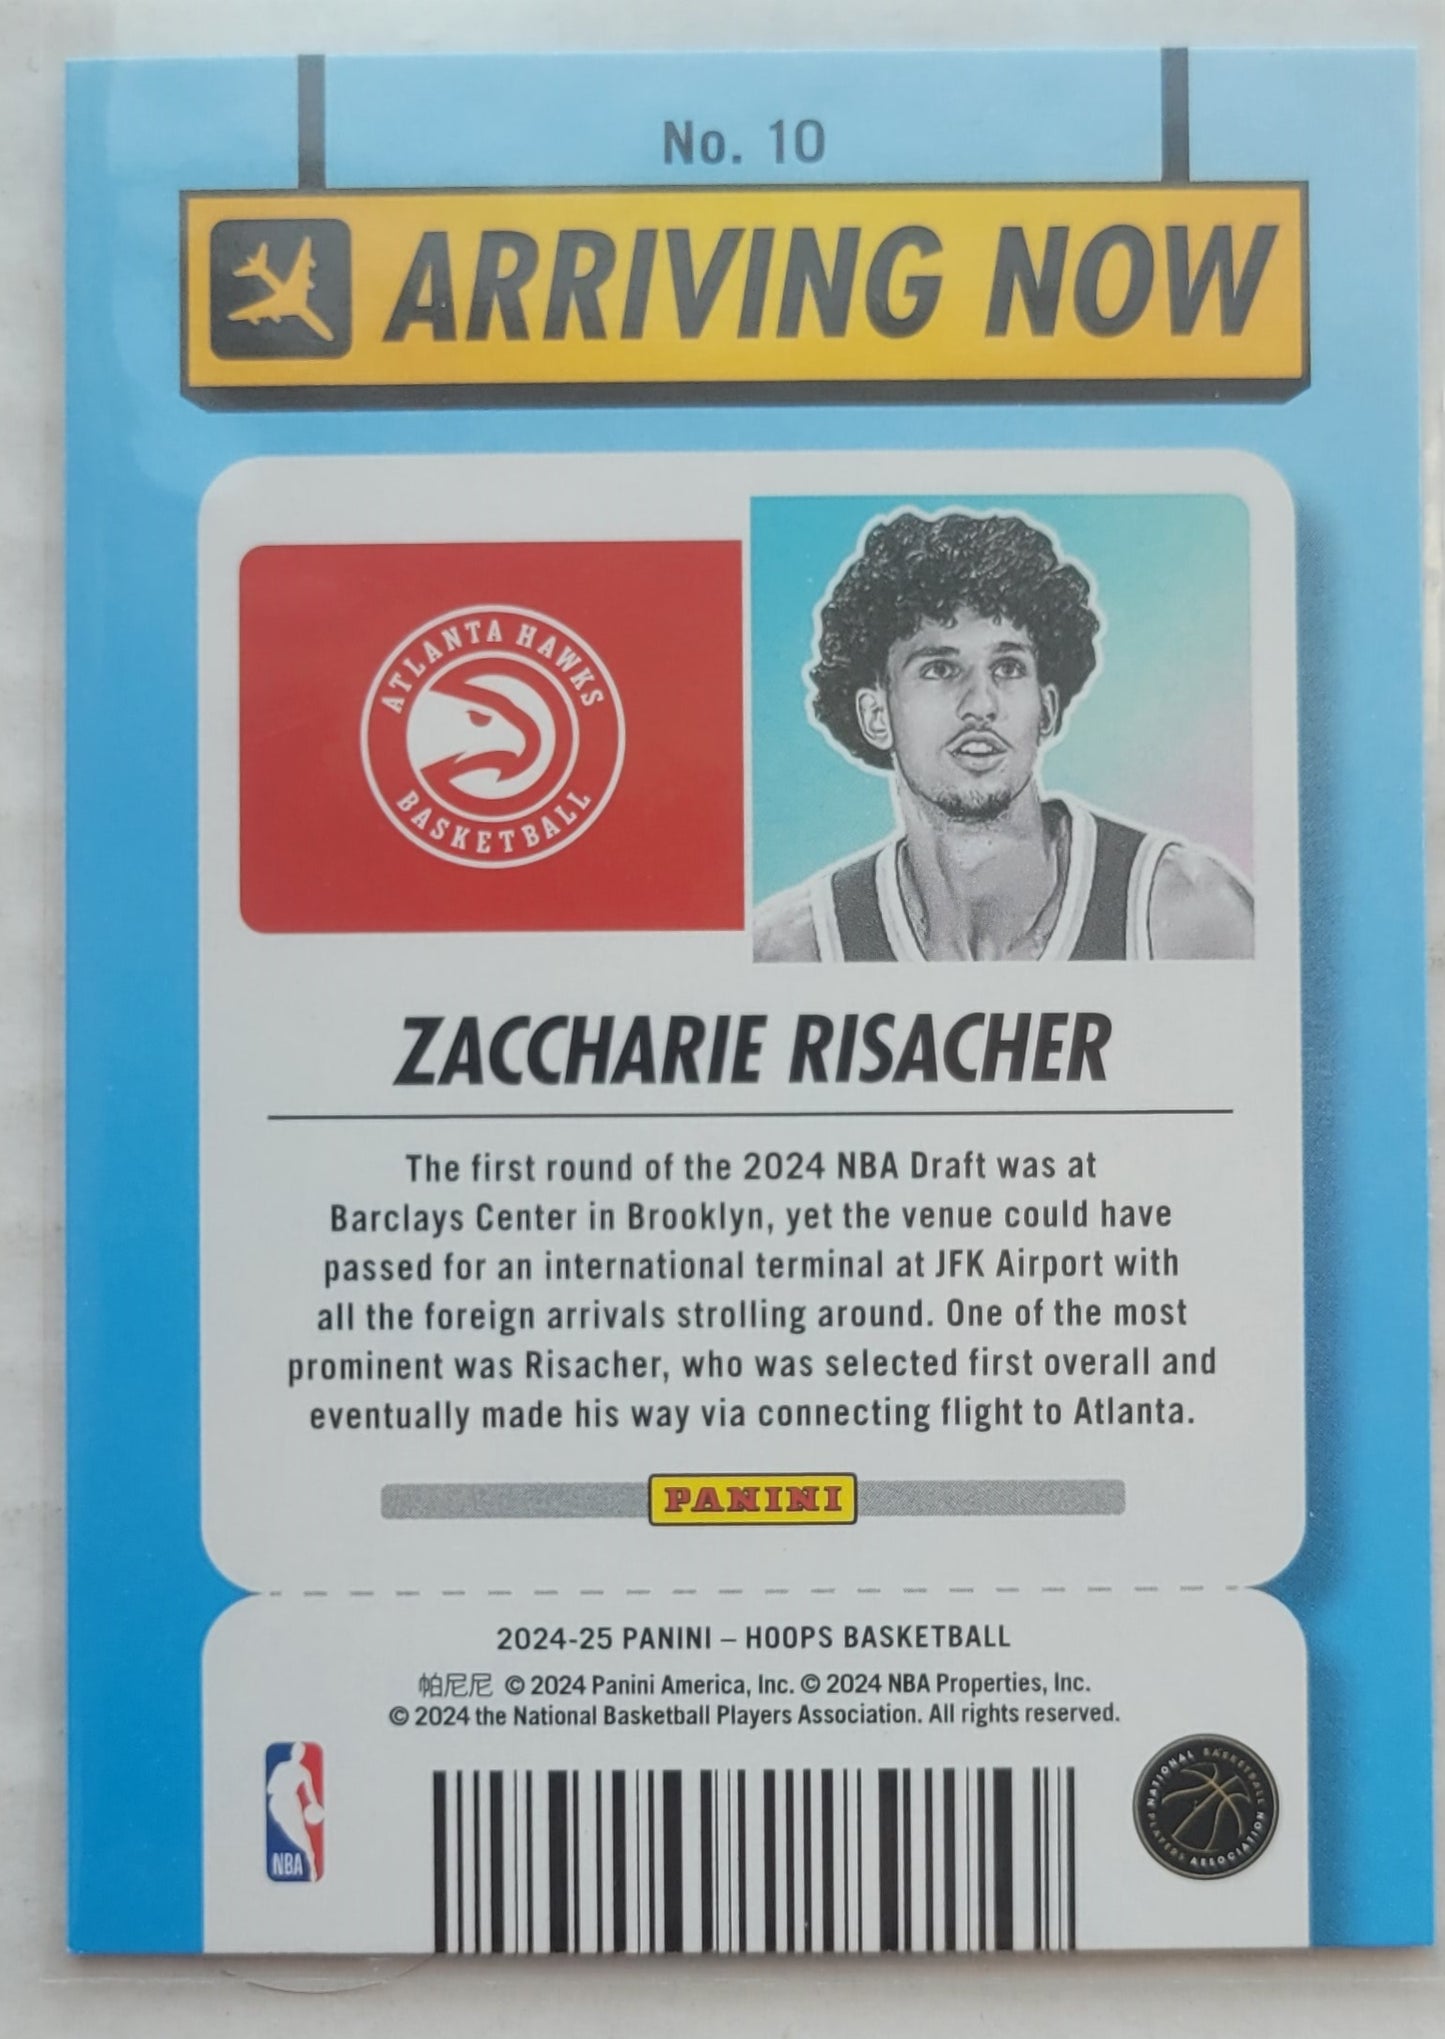 No. 10
ARRIVING NOW
ATLANTA HAWKS
BASKETBALL
ZACCHARIE RISACHER
The first round of the 2024 NBA Draft was at
Barclays Center in Brooklyn, yet the venue could have
passed for an international terminal at JFK Airport with
all the foreign arrivals strolling around. One of the most
prominent was Risacher, who was selected first overall and
eventually made his way via connecting flight to Atlanta.
PANINI
2024-25 PANINI – HOOPS BASKETBALL
帕尼尼 © 2024 Panini America, Inc. © 2024 NBA Properties, Inc.
© 2024 the National Basketball Players Association. All rights reserved.
NBA
NATIONAL BASKETBALL
PLAYERS ASSOCIATION